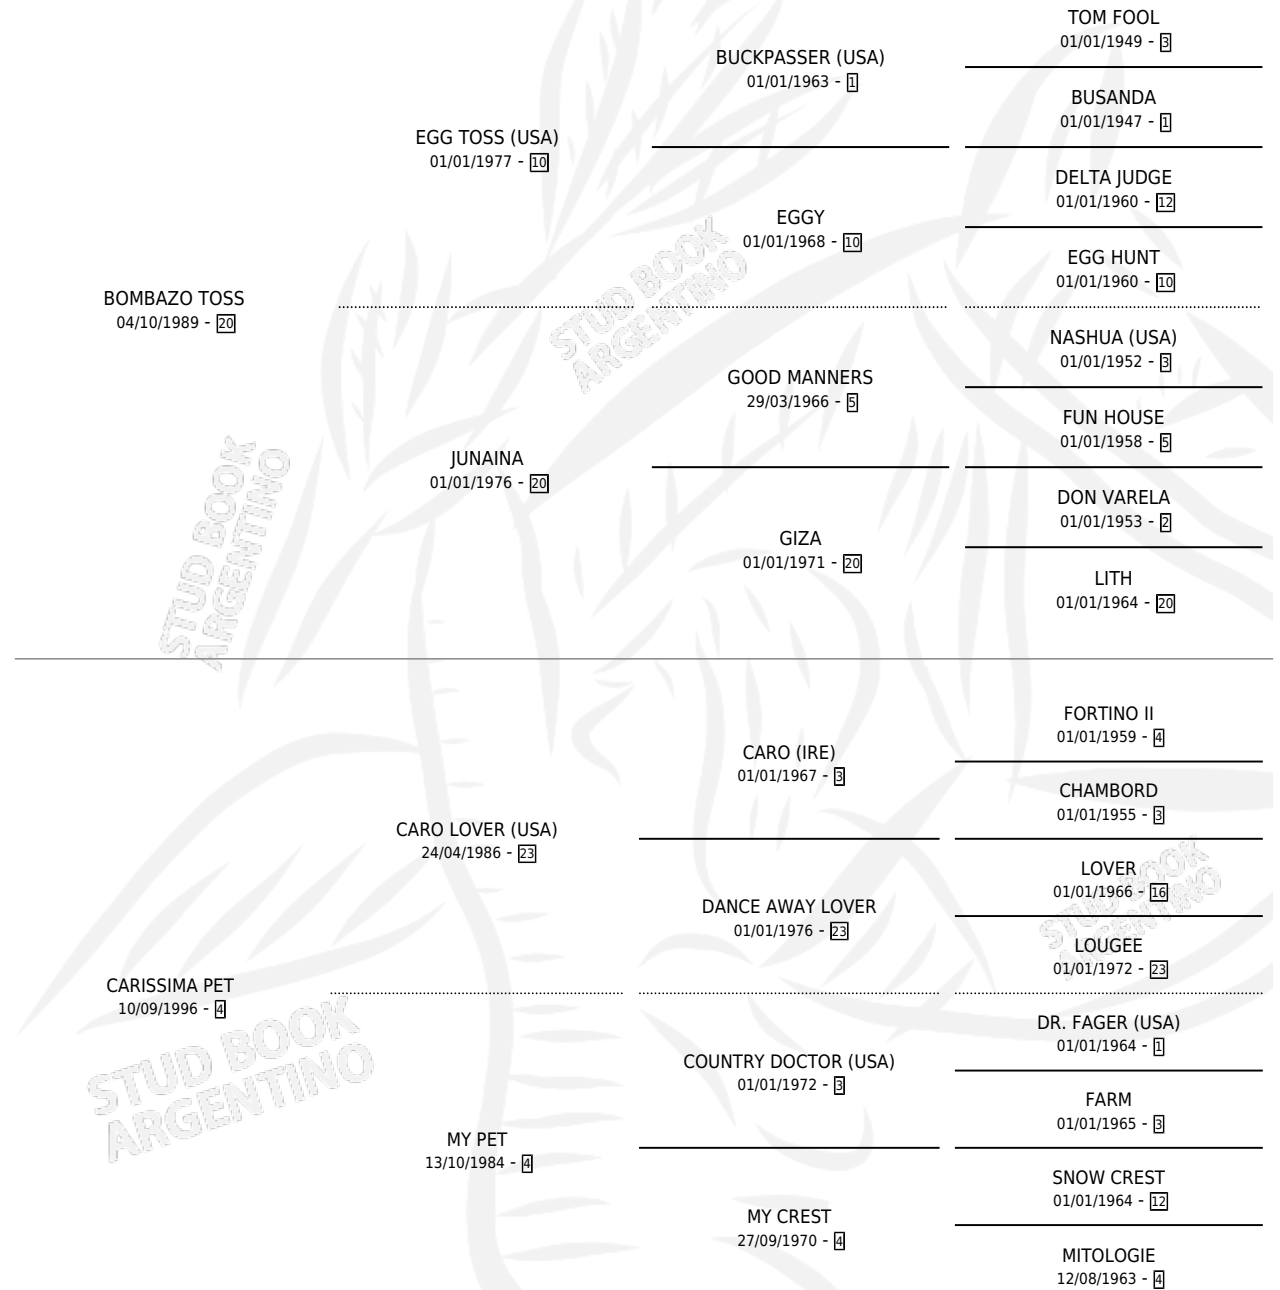 TOM FOOL
01/01/1949 - 3
BUCKPASSER (USA)
01/01/1963 - 1
BUSANDA
01/01/1947 - 1
EGG TOSS (USA)
01/01/1977 - 10
DELTA JUDGE
01/01/1960 - 12
EGGY
01/01/1968 - 10
EGG HUNT
01/01/1960 - 10
BOMBAZO TOSS
04/10/1989 - 20
STUD BOOK
ARGENTINO
NASHUA (USA)
01/01/1952 - 3
GOOD MANNERS
29/03/1966 - 5
FUN HOUSE
01/01/1958 - 5
JUNAINA
01/01/1976 - 20
DON VARELA
01/01/1953 - 2
GIZA
01/01/1971 - 20
LITH
01/01/1964 - 20
STUD BOOK
ARGENTINO
FORTINO II
01/01/1959 - 4
CARO (IRE)
01/01/1967 - 3
CHAMBORD
01/01/1955 - 3
CARO LOVER (USA)
24/04/1986 - 23
LOVER
01/01/1966 - 16
DANCE AWAY LOVER
01/01/1976 - 23
LOUGEE
01/01/1972 - 23
STUD BOOK
ARGENTINO
CARISSIMA PET
10/09/1996 - 4
STUD BOOK
ARGENTINO
DR. FAGER (USA)
01/01/1964 - 1
COUNTRY DOCTOR (USA)
01/01/1972 - 3
FARM
01/01/1965 - 3
MY PET
13/10/1984 - 4
SNOW CREST
01/01/1964 - 12
MY CREST
27/09/1970 - 4
MITOLOGIE
12/08/1963 - 4